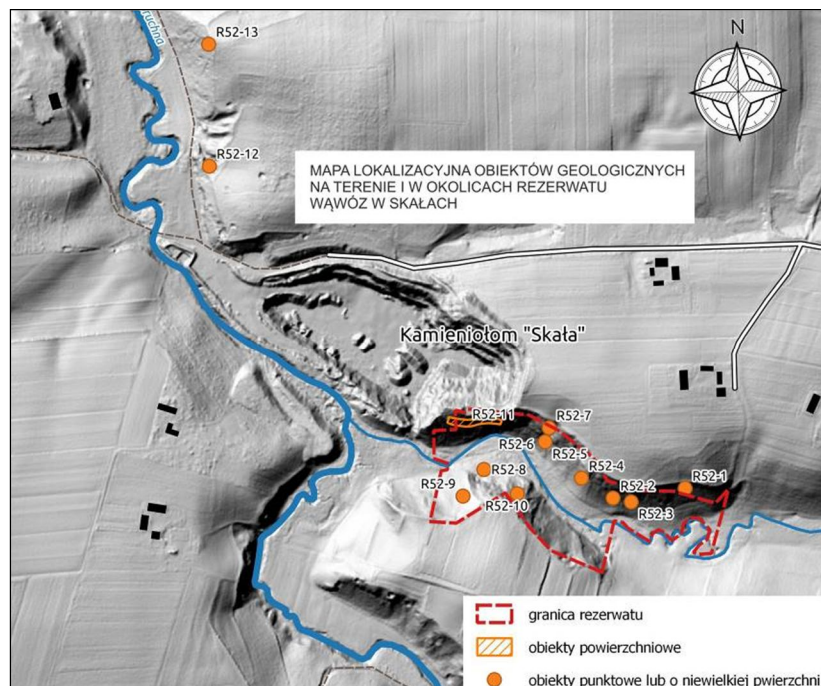 ruchna
R52-13
N
R52-12
MAPA LOKALIZACYJNA OBIEKTÓW GEOLOGICZNYCH
NA TERENIE I W OKOLICACH REZERWATU
WĄWÓZ W SKAŁACH
Kamieniołom "Skała"
R52-11
R52-7
R52-6
R52-5
R52-4
R52-8
R52-9
R52-10
R52-2
R52-1
R52-3
granica rezerwatu
obiekty powierzchniowe
obiekty punktowe lub o niewielkiej pwierzchni